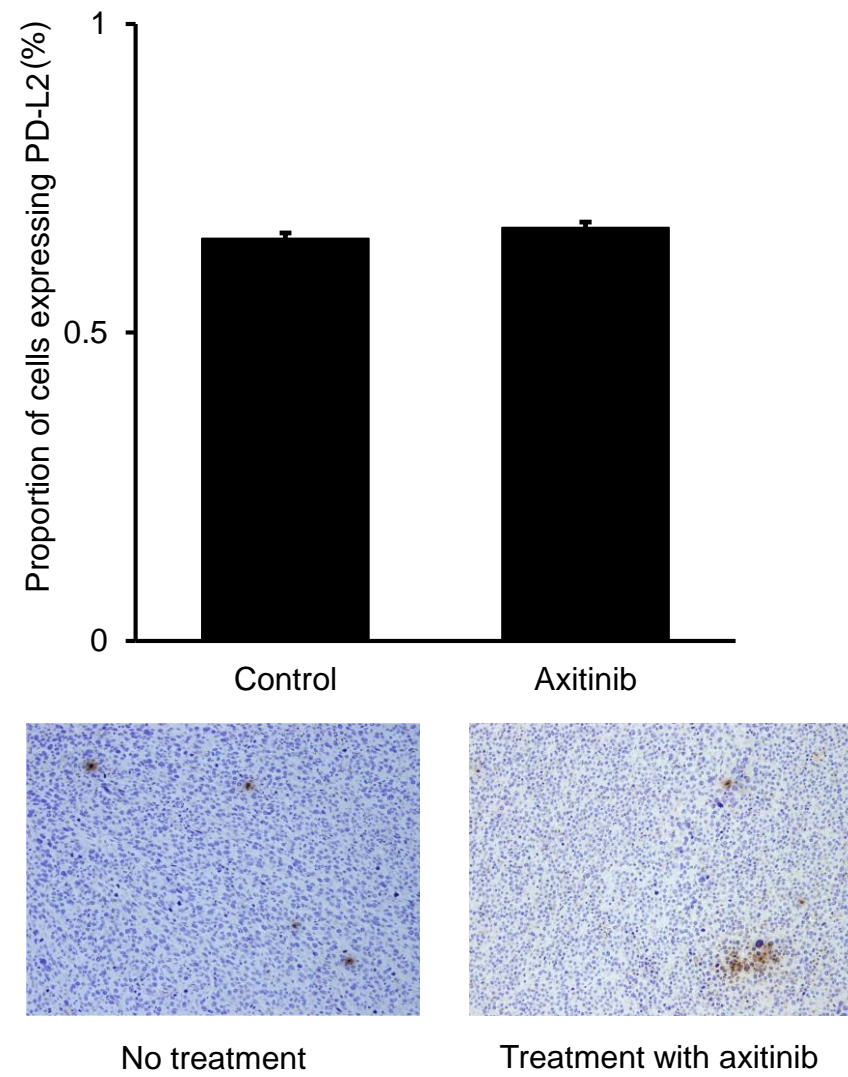 Proportion of cells expressing PD-L2(%)
1
0.5
0
Control Axitinib
No treatment Treatment with axitinib